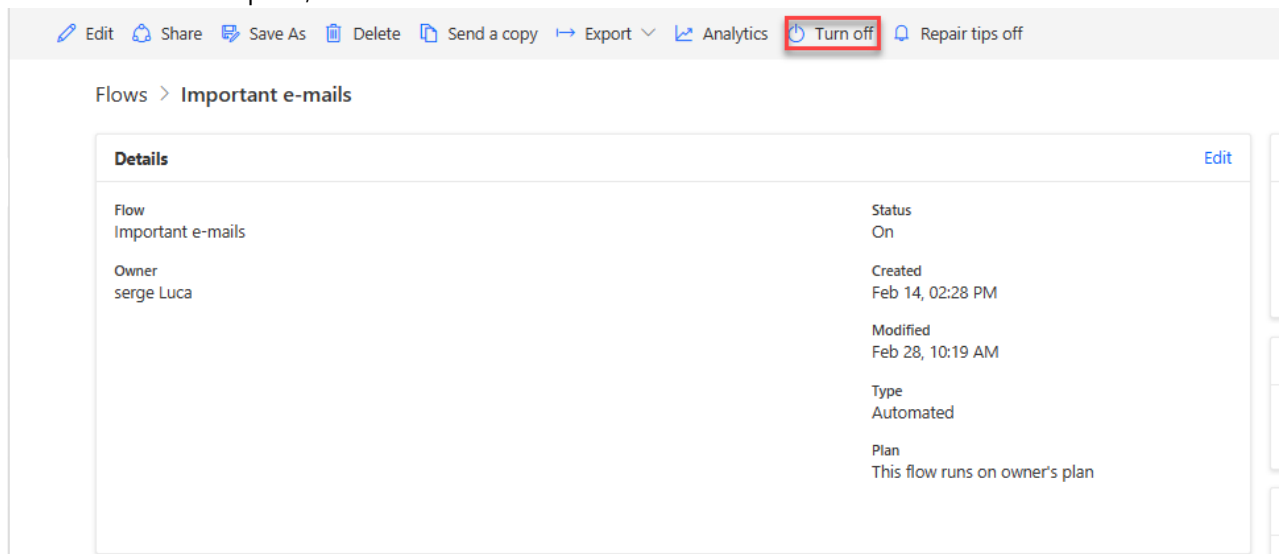 Edit Share Save As Delete Send a copy Export Analytics Turn off Repair tips off
Flows > Important e-mails
Details Edit
Flow
Important e-mails
Owner
serge Luca
Status
On
Created
Feb 14, 02:28 PM
Modified
Feb 28, 10:19 AM
Type
Automated
Plan
This flow runs on owner's plan